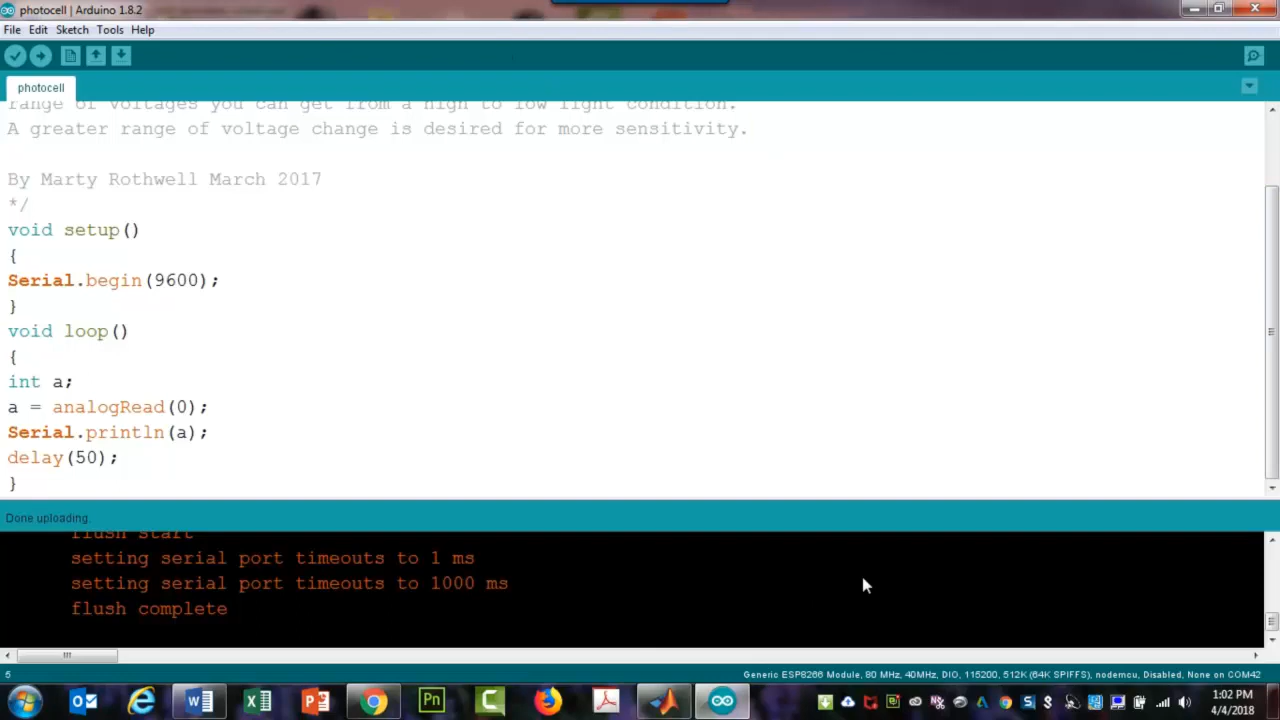 photocell | Arduino 1.8.2
File Edit Sketch Tools Help
photocell
range of voltages you can get from a high to low light condition.
A greater range of voltage change is desired for more sensitivity.
By Marty Rothwell March 2017
*/
void setup()
{
Serial.begin(9600);
}
void loop()
{
int a;
a = analogRead(0);
Serial.println(a);
delay(50);
}
Done uploading.
flush start
setting serial port timeouts to 1 ms
setting serial port timeouts to 1000 ms
flush complete
5
Generic ESP8266 Module, 80 MHz, 40MHz, DIO, 115200, 512K (64K SPIFFS), nodemcu, Disabled, None on COM42
1:02 PM
4/4/2018